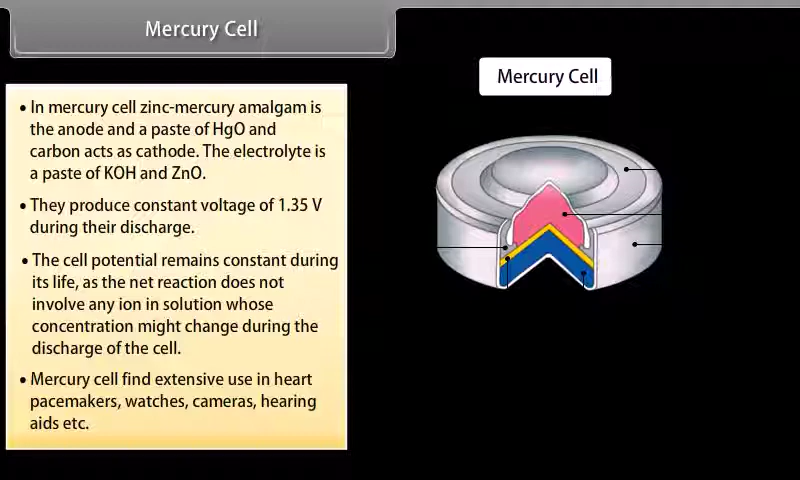 Mercury Cell
Mercury Cell
• In mercury cell zinc-mercury amalgam is
the anode and a paste of HgO and
carbon acts as cathode. The electrolyte is
a paste of KOH and ZnO.
• They produce constant voltage of 1.35 V
during their discharge.
• The cell potential remains constant during
its life, as the net reaction does not
involve any ion in solution whose
concentration might change during the
discharge of the cell.
• Mercury cell find extensive use in heart
pacemakers, watches, cameras, hearing
aids etc.